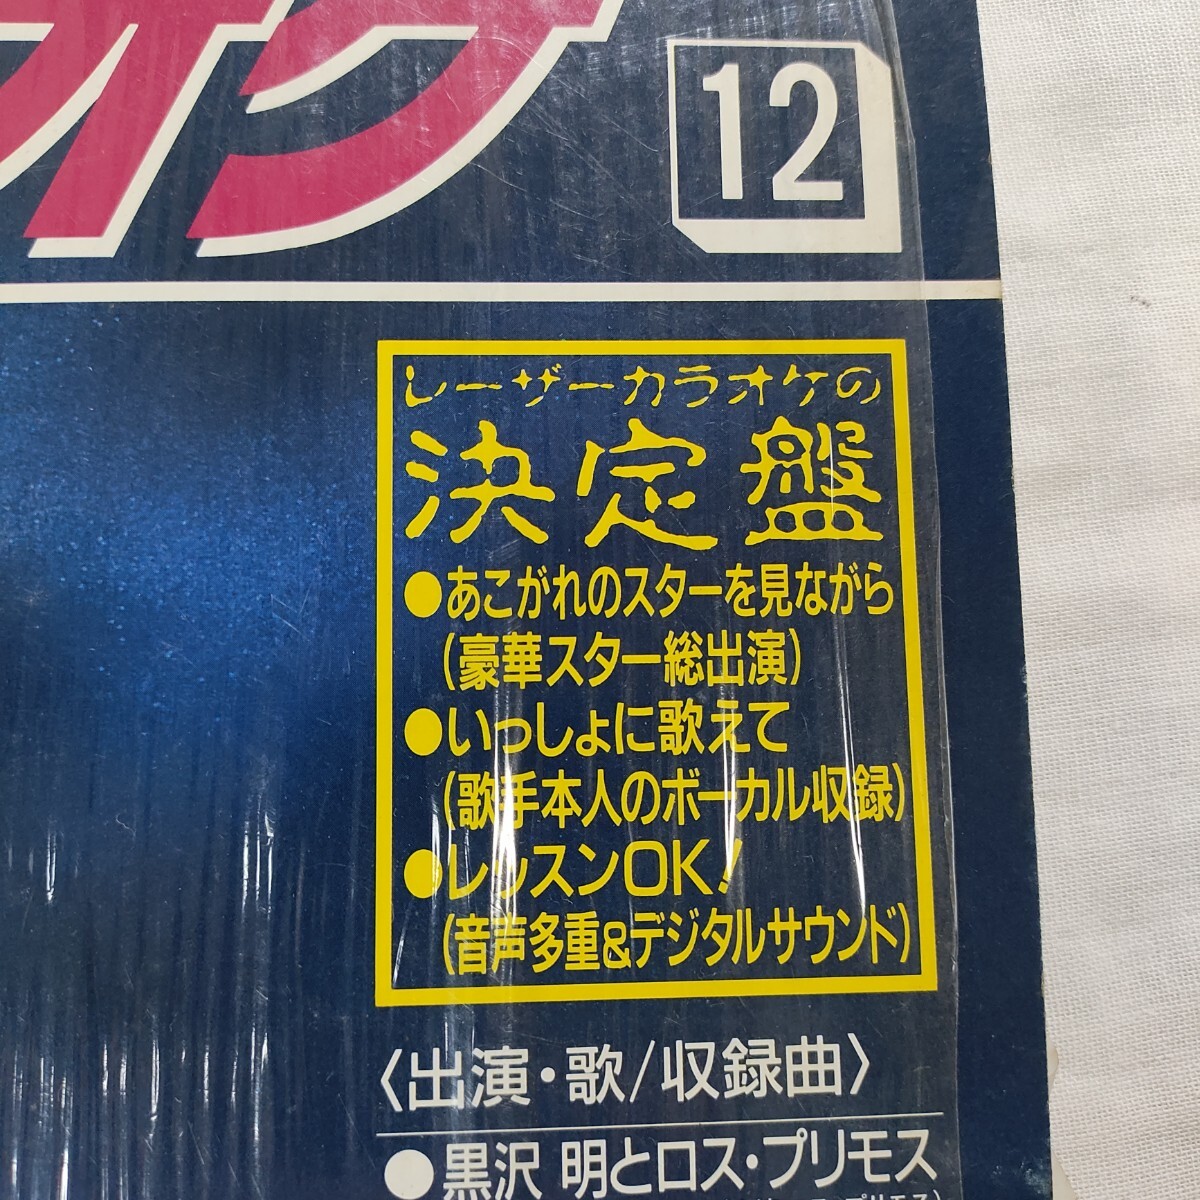 オケ 12
レーザーカラオケの
決定盤
●あこがれのスターを見ながら
(豪華スター総出演)
●いっしょに歌えて
(歌手本人のボーカル収録)
●レッスンOK!
(音声多重&デジタルサウンド)
〈出演・歌/収録曲〉
●黒沢 明とロス・プリモス